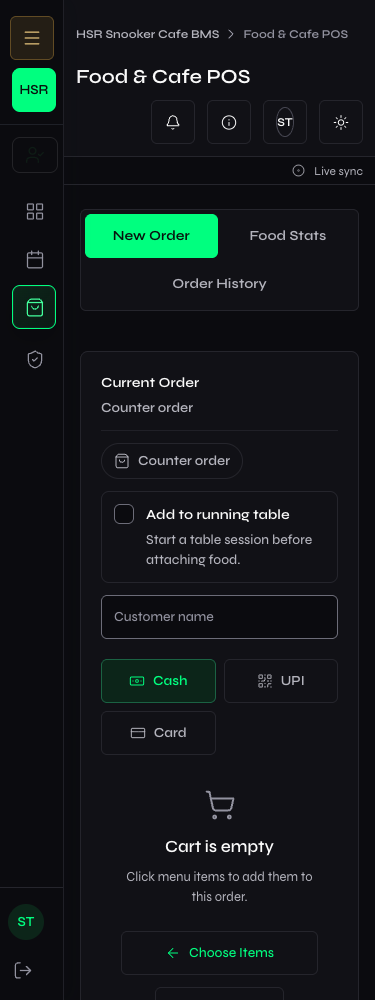 HSR
HSR Snooker Cafe BMS > Food & Cafe POS
Food & Cafe POS
ST
Live sync
New Order
Food Stats
Order History
Current Order
Counter order
Counter order
Add to running table
Start a table session before
attaching food.
Customer name
Cash
UPI
Card
Cart is empty
Click menu items to add them to
this order.
Choose Items
ST